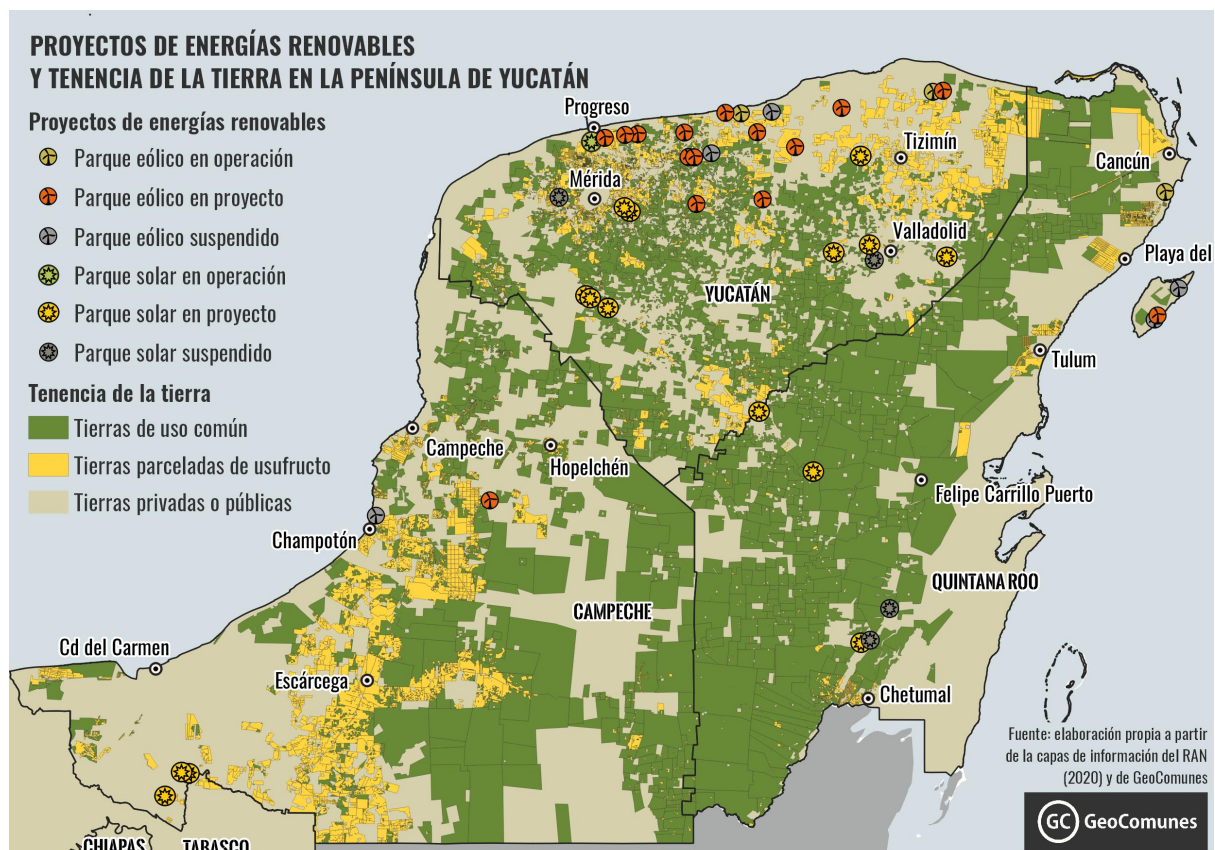 PROYECTOS DE ENERGÍAS RENOVABLES
Y TENENCIA DE LA TIERRA EN LA PENÍNSULA DE YUCATÁN
Proyectos de energías renovables
Parque eólico en operación
Parque eólico en proyecto
Parque eólico suspendido
Parque solar en operación
Parque solar en proyecto
Parque solar suspendido
Tenencia de la tierra
Tierras de uso común
Tierras parceladas de usufructo
Tierras privadas o públicas
Progreso
Mérida
Tizimín
Cancún
Valladolid
Playa del
YUCATÁN
Tulum
Campeche
Hopelchén
Felipe Carrillo Puerto
Champotón
QUINTANA ROO
CAMPECHE
Cd del Carmen
Escárcega
Chetumal
CHIAPAS
TABASCO
Fuente: elaboración propia a partir
de la capas de información del RAN
(2020) y de GeoComunes
GC GeoComunes